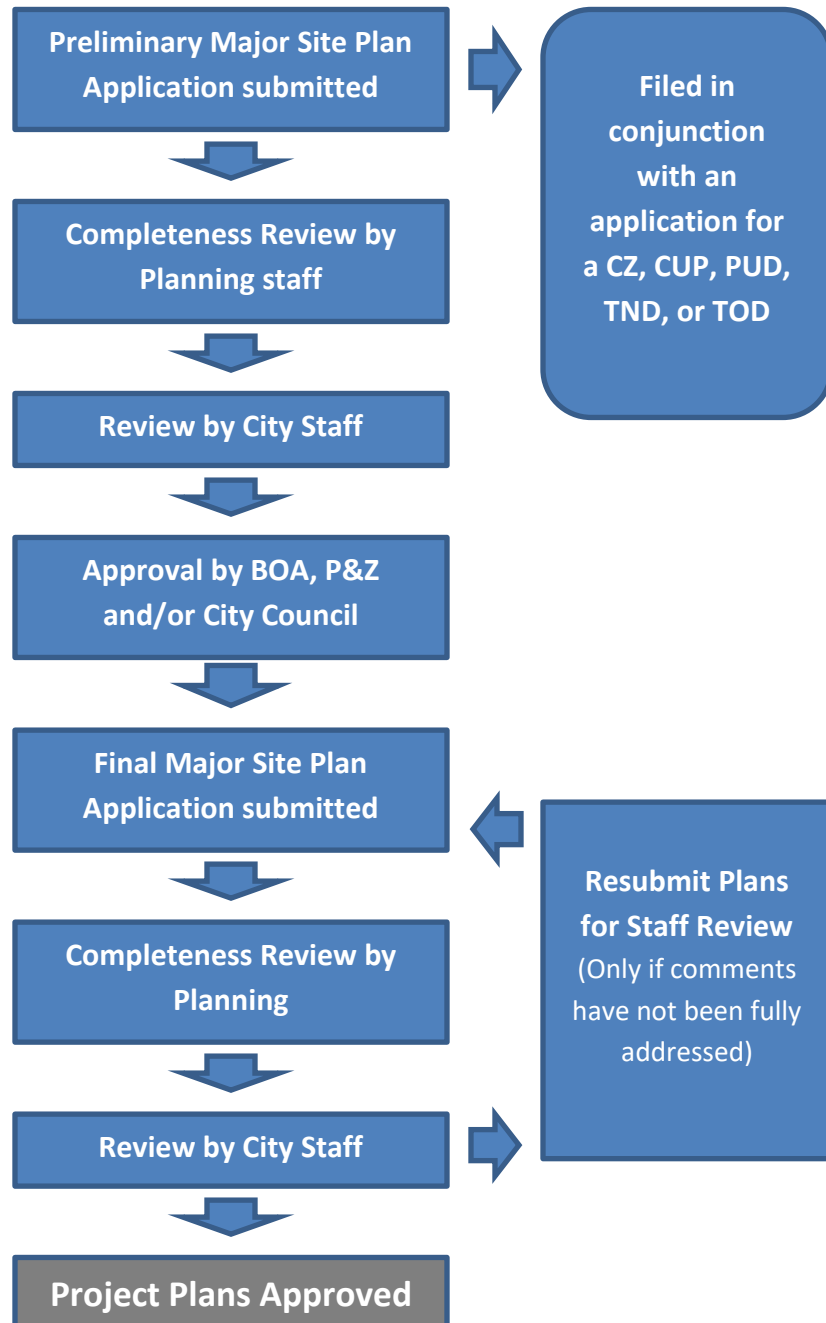 Preliminary Major Site Plan
Application submitted
Filed in
conjunction
with an
application for
a CZ, CUP, PUD,
TND, or TOD
Completeness Review by
Planning staff
Review by City Staff
Approval by BOA, P&Z
and/or City Council
Final Major Site Plan
Application submitted
Resubmit Plans
for Staff Review
(Only if comments
have not been fully
addressed)
Completeness Review by
Planning
Review by City Staff
Project Plans Approved